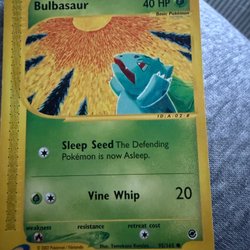 Bulbasaur 40 HP
Basic Pokémon
Sleep Seed The Defending
Pokémon is now Asleep.
Vine Whip 20
weakness resistance retreat cost